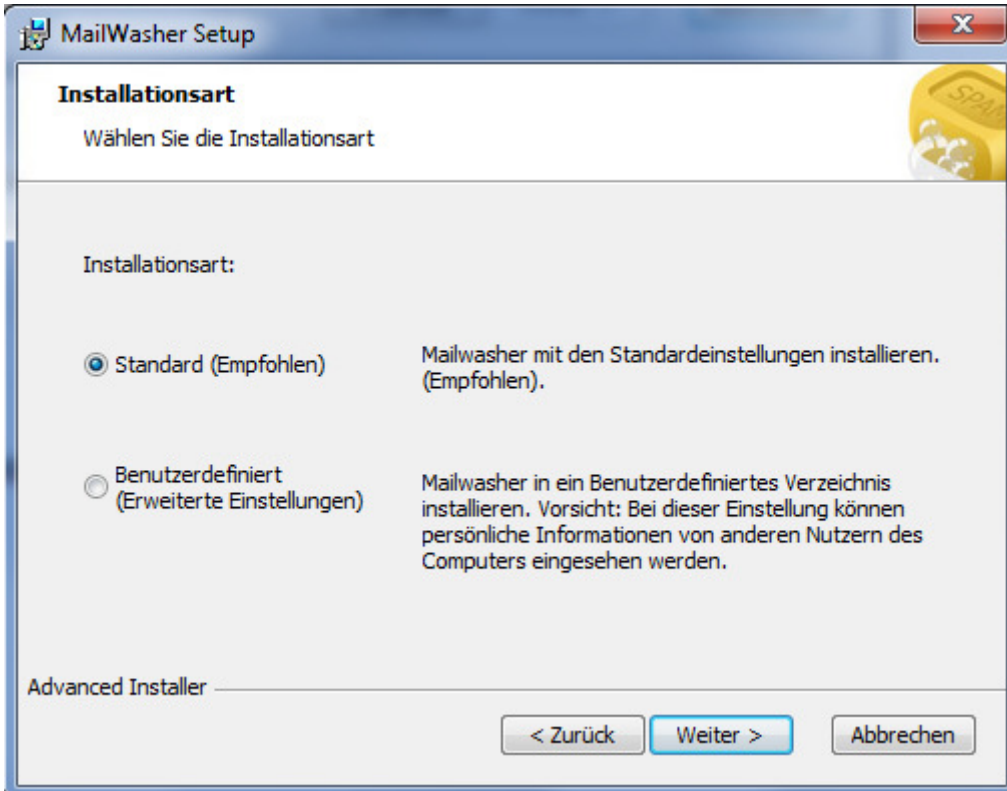 MailWasher Setup
Installationsart
Wählen Sie die Installationsart
SPAM
Installationsart:
Standard (Empfohlen)
Mailwasher mit den Standardeinstellungen installieren.
(Empfohlen).
Benutzerdefiniert
(Erweiterte Einstellungen)
Mailwasher in ein Benutzerdefiniertes Verzeichnis
installieren. Vorsicht: Bei dieser Einstellung können
persönliche Informationen von anderen Nutzern des
Computers eingesehen werden.
Advanced Installer
< Zurück
Weiter >
Abbrechen